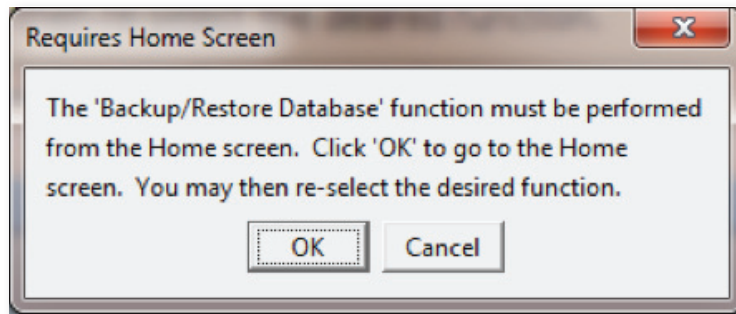 Requires Home Screen
The 'Backup/Restore Database' function must be performed
from the Home screen.  Click 'OK' to go to the Home
screen.  You may then re-select the desired function.
OK Cancel